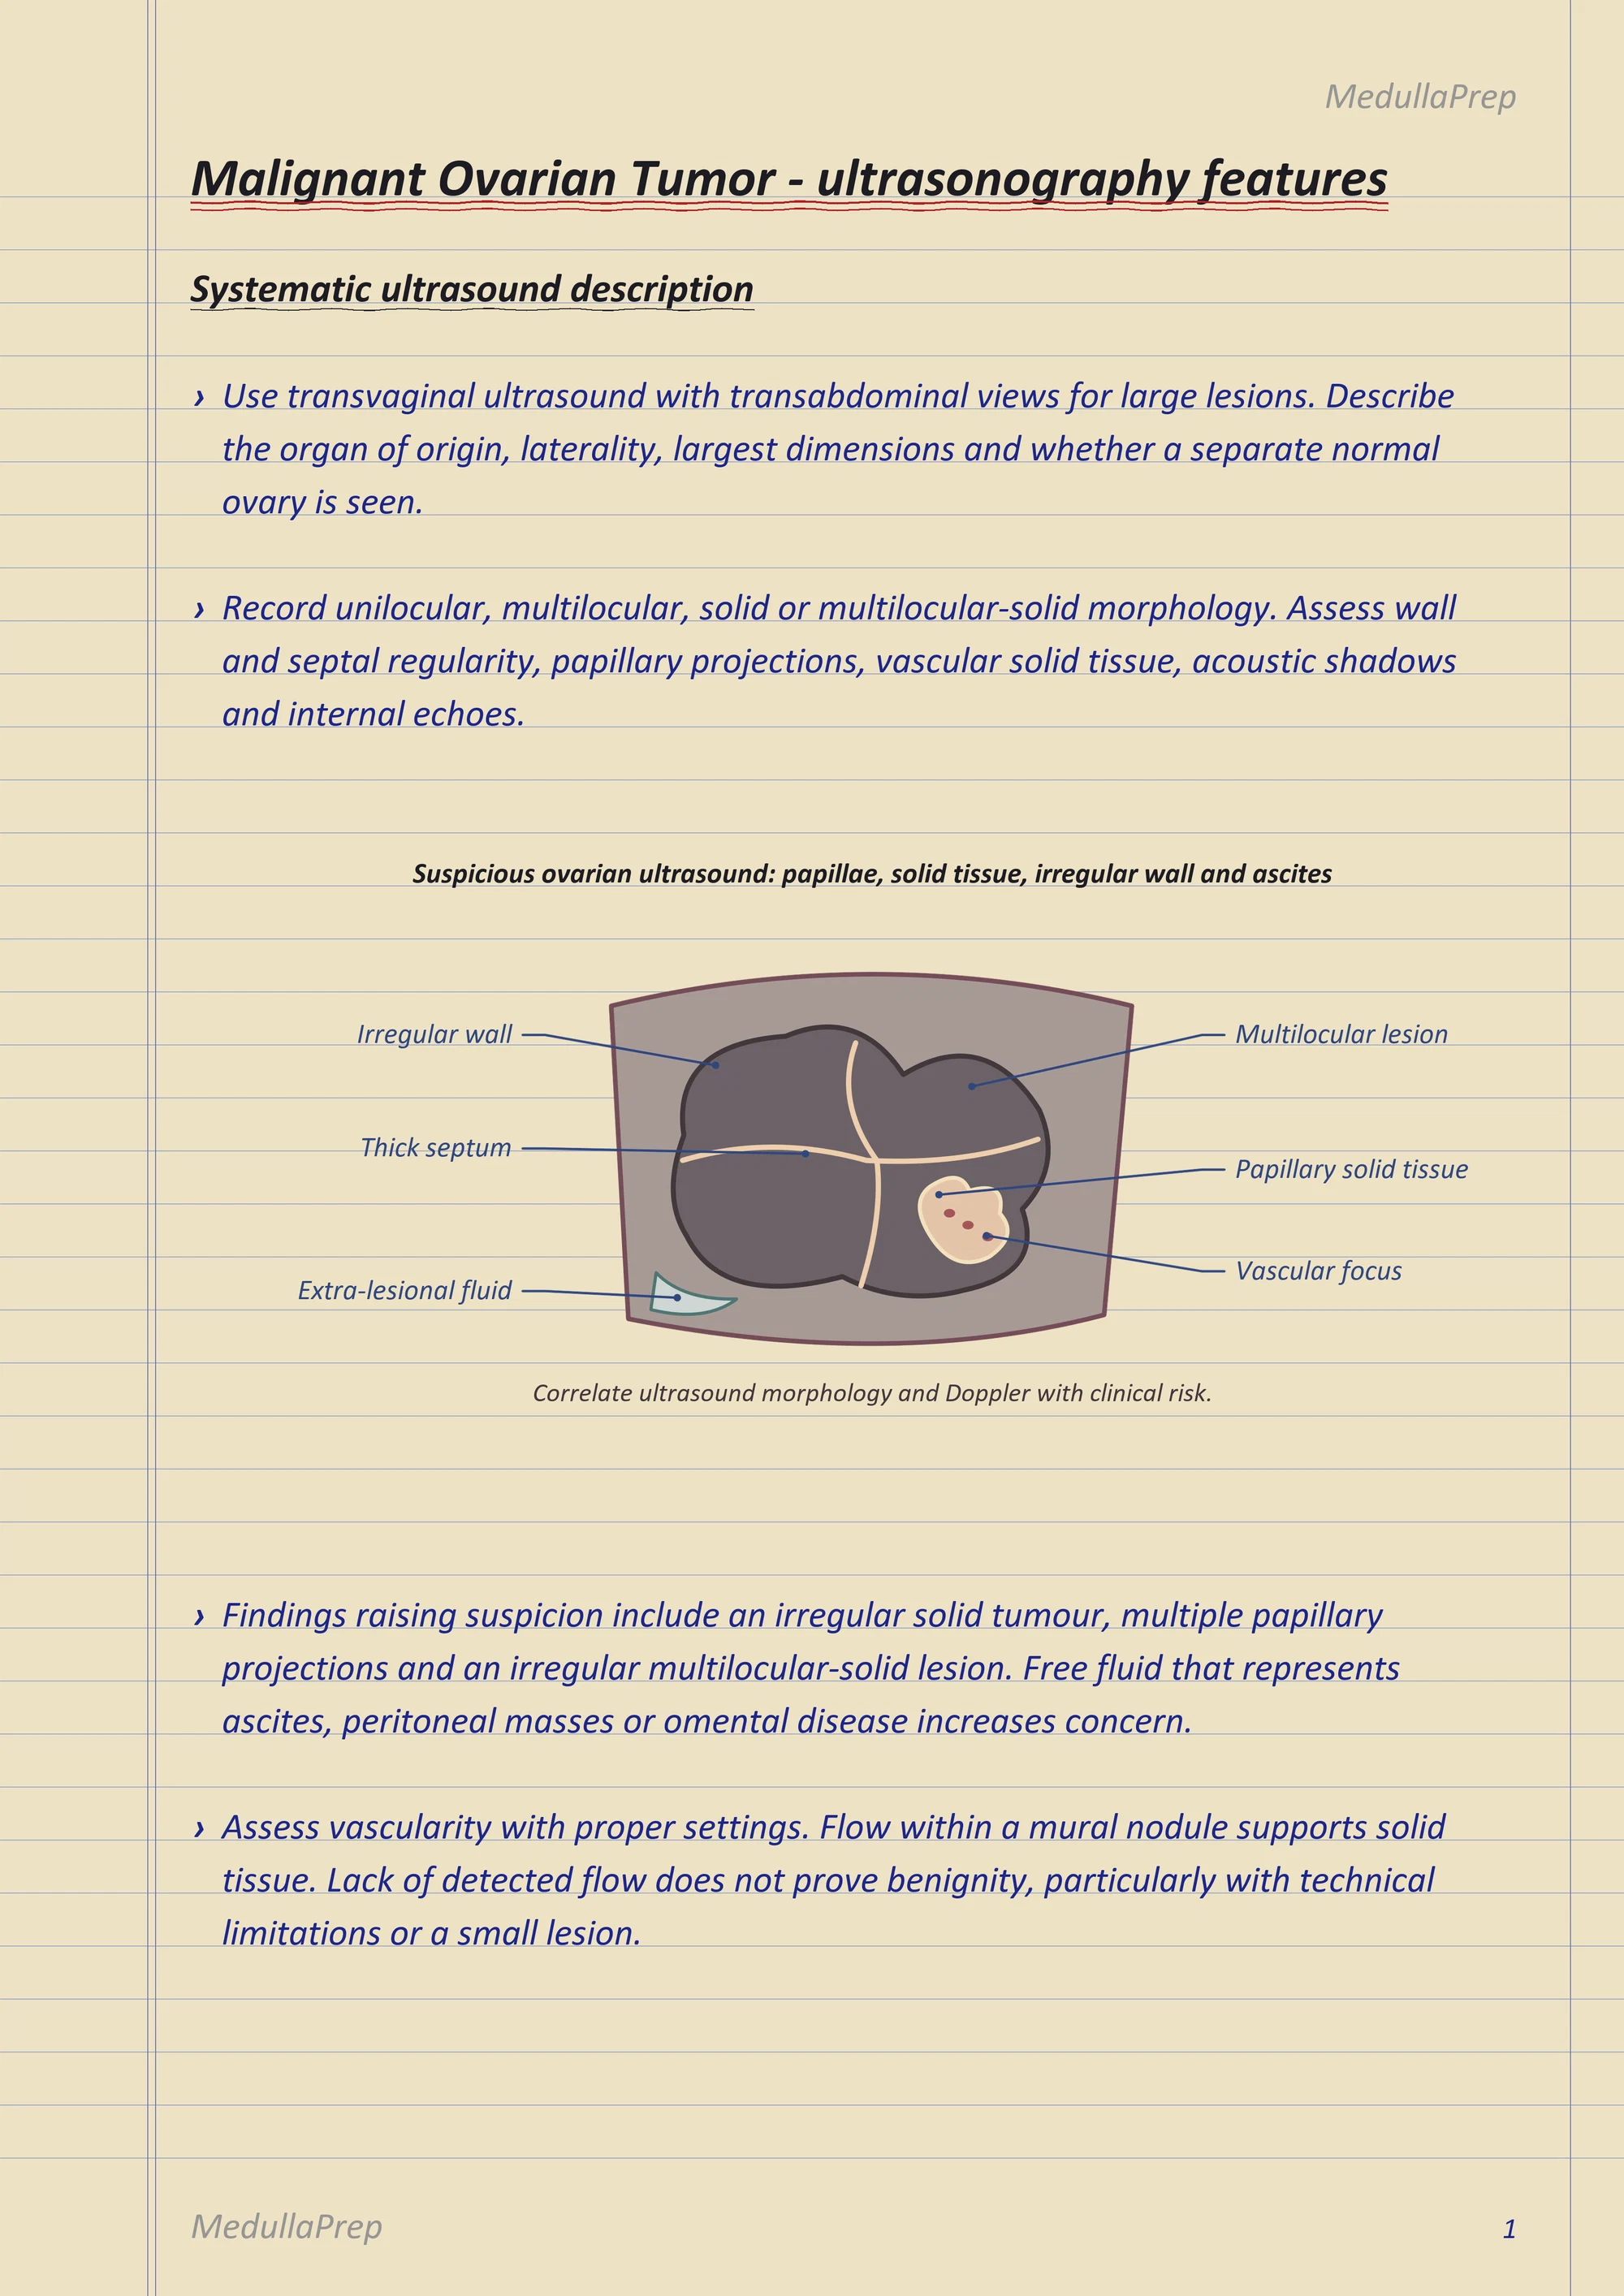 MedullaPrep
Malignant Ovarian Tumor - ultrasonography features
Systematic ultrasound description
› Use transvaginal ultrasound with transabdominal views for large lesions. Describe
the organ of origin, laterality, largest dimensions and whether a separate normal
ovary is seen.
› Record unilocular, multilocular, solid or multilocular-solid morphology. Assess wall
and septal regularity, papillary projections, vascular solid tissue, acoustic shadows
and internal echoes.
Suspicious ovarian ultrasound: papillae, solid tissue, irregular wall and ascites
Irregular wall
Multilocular lesion
Thick septum
Papillary solid tissue
Vascular focus
Extra-lesional fluid
Correlate ultrasound morphology and Doppler with clinical risk.
› Findings raising suspicion include an irregular solid tumour, multiple papillary
projections and an irregular multilocular-solid lesion. Free fluid that represents
ascites, peritoneal masses or omental disease increases concern.
› Assess vascularity with proper settings. Flow within a mural nodule supports solid
tissue. Lack of detected flow does not prove benignity, particularly with technical
limitations or a small lesion.
MedullaPrep
1